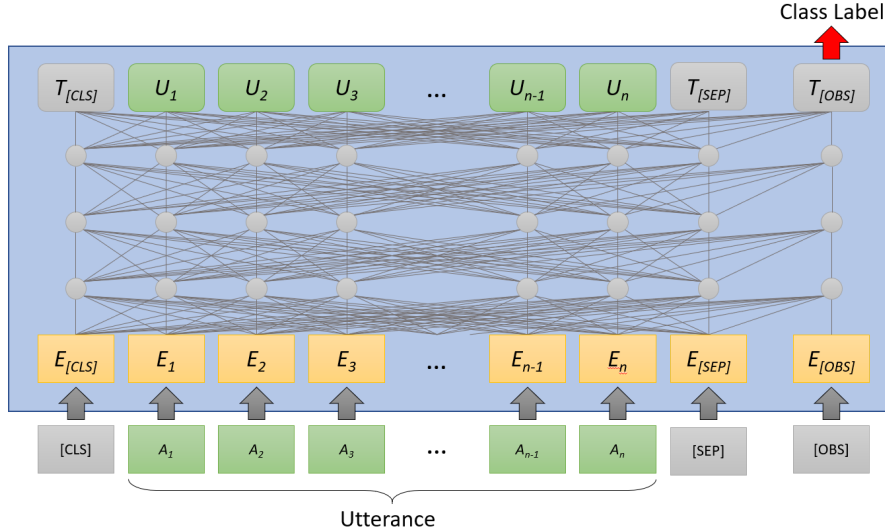 Class Label
T[CLS] U1 U2 U3 ... Un-1 Un T[SEP] T[OBS]
E[CLS] E1 E2 E3 ... En-1 En E[SEP] E[OBS]
[CLS] A1 A2 A3 ... An-1 An [SEP] [OBS]
Utterance